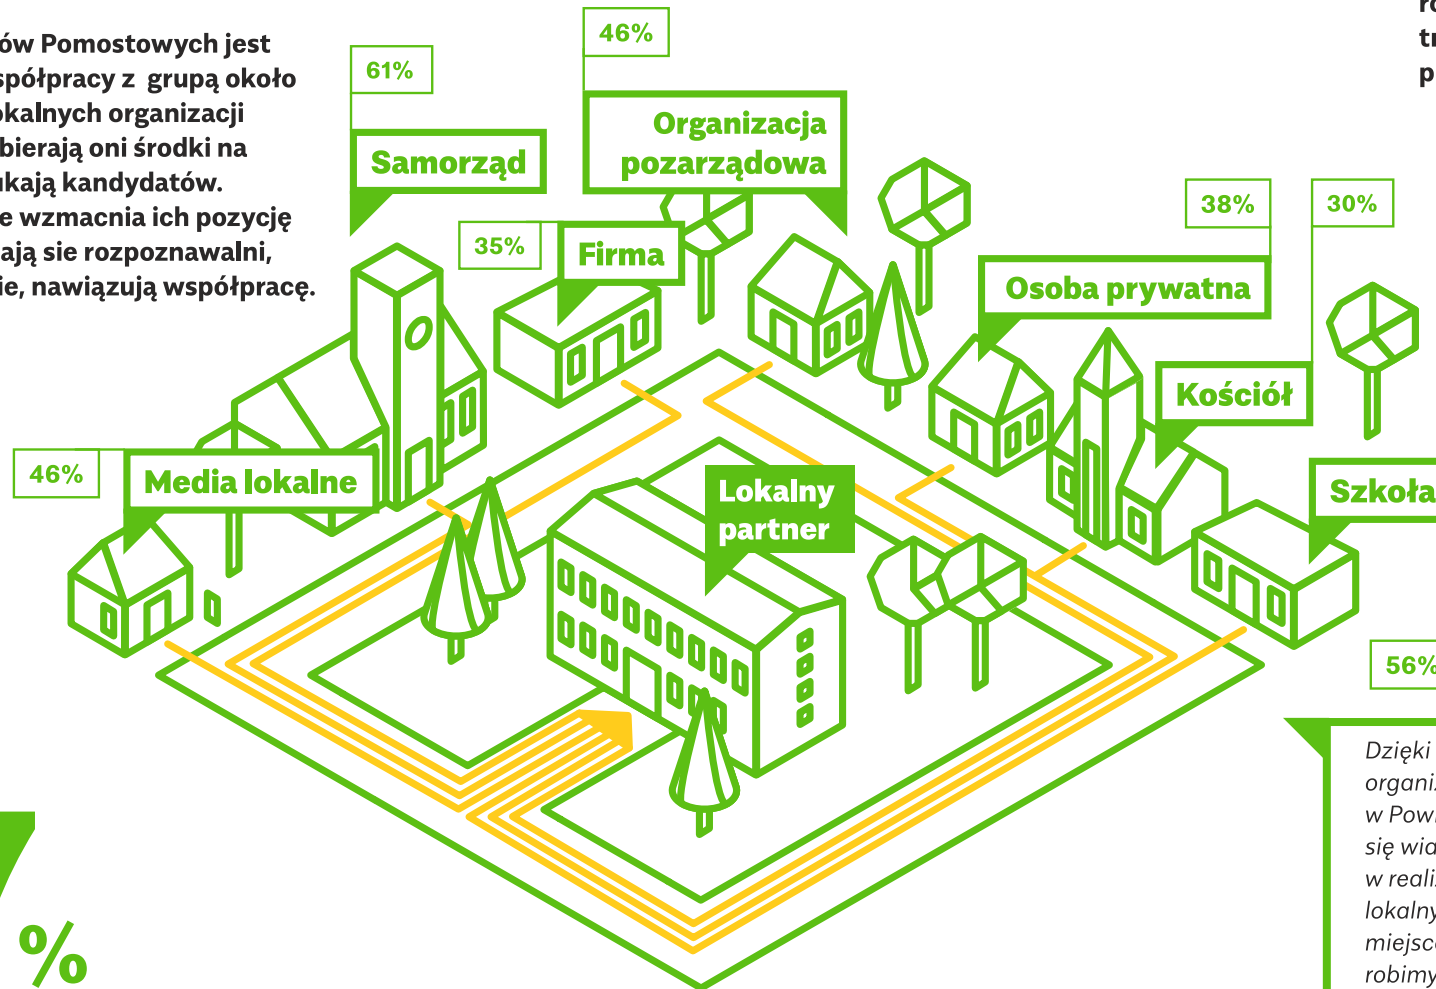 ów Pomostowych jest
spółpracy z grupą około
okalnych organizacji
bierają oni środki na
ukają kandydatów.
e wzmacnia ich pozycję
ają sie rozpoznawalni,
ie, nawiązują współpracę.
61%
Samorząd
46%
Organizacja
pozarządowa
35%
Firma
38%
Osoba prywatna
30%
Kościół
46%
Media lokalne
Lokalny
partner
Szkoła
56%
Dzięki
organi
w Pow
się wia
w reali
lokalny
miejsc
robimy
%